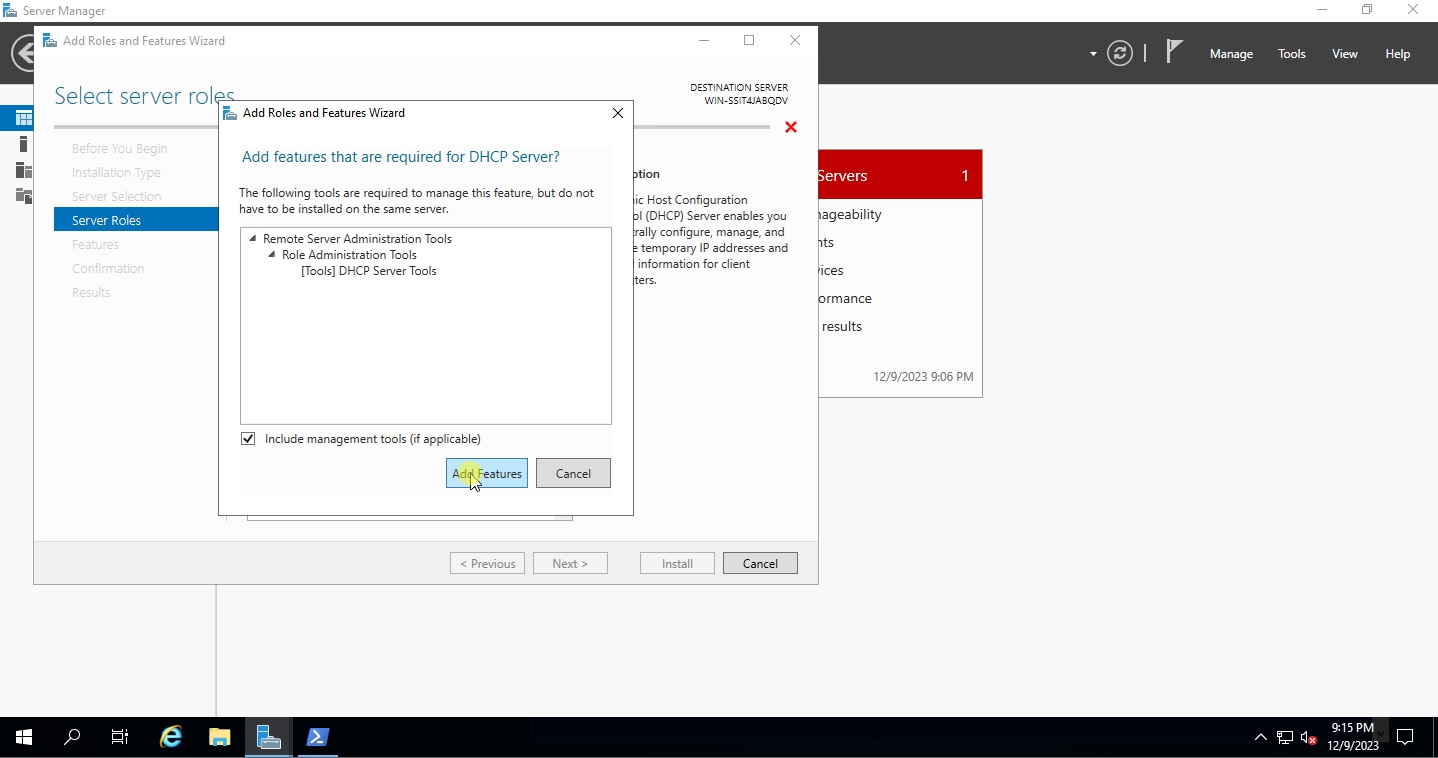 Server Manager
Add Roles and Features Wizard
Manage
Tools
View
Help
Select server roles
DESTINATION SERVER
WIN-SSIT4JABQDV
Before You Begin
Installation Type
Server Selection
Server Roles
Features
Confirmation
Results
Add Roles and Features Wizard
Add features that are required for DHCP Server?
The following tools are required to manage this feature, but do not
have to be installed on the same server.
Remote Server Administration Tools
Role Administration Tools
[Tools] DHCP Server Tools
Include management tools (if applicable)
Add Features
Cancel
ption
ic Host Configuration
ol (DHCP) Server enables you
rally configure, manage, and
e temporary IP addresses and
information for client
ters.
< Previous
Next >
Install
Cancel
Servers
1
nageability
nts
vices
ormance
results
12/9/2023 9:06 PM
9:15 PM
12/9/2023